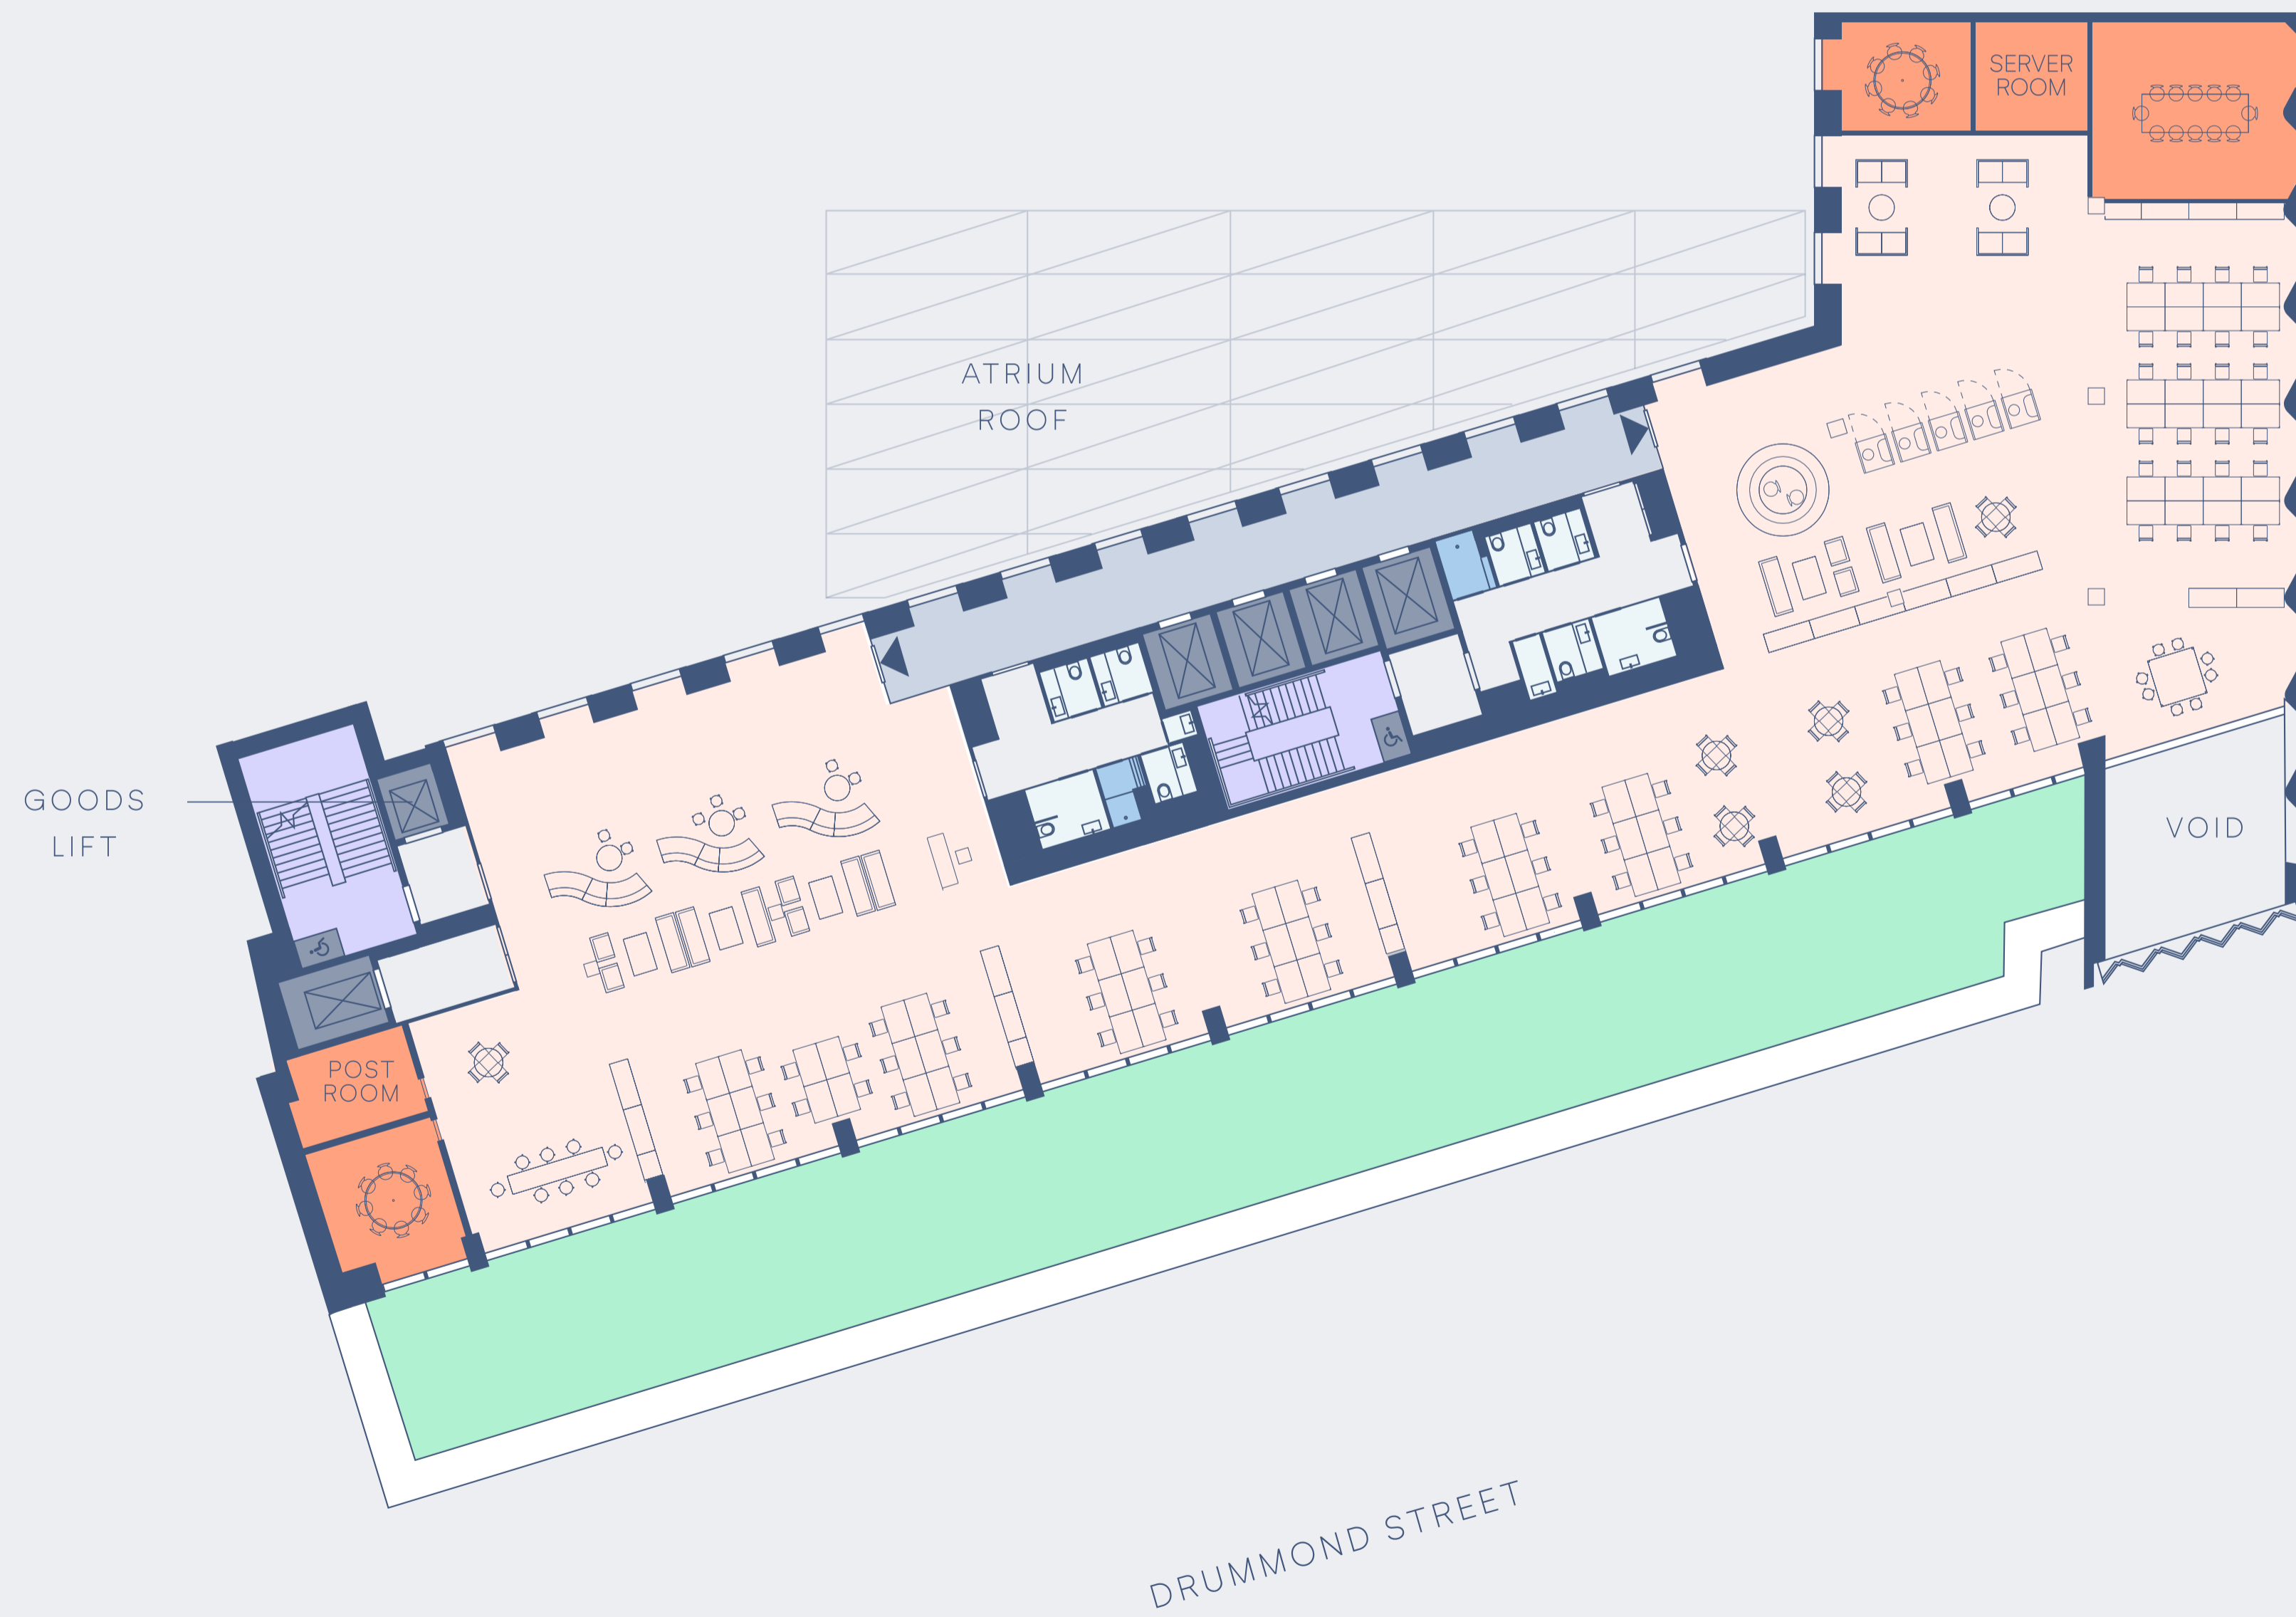 SERVER
ROOM
ATRIUM
ROOF
GOODS
LIFT
VOID
POST
ROOM
DRUMMOND STREET